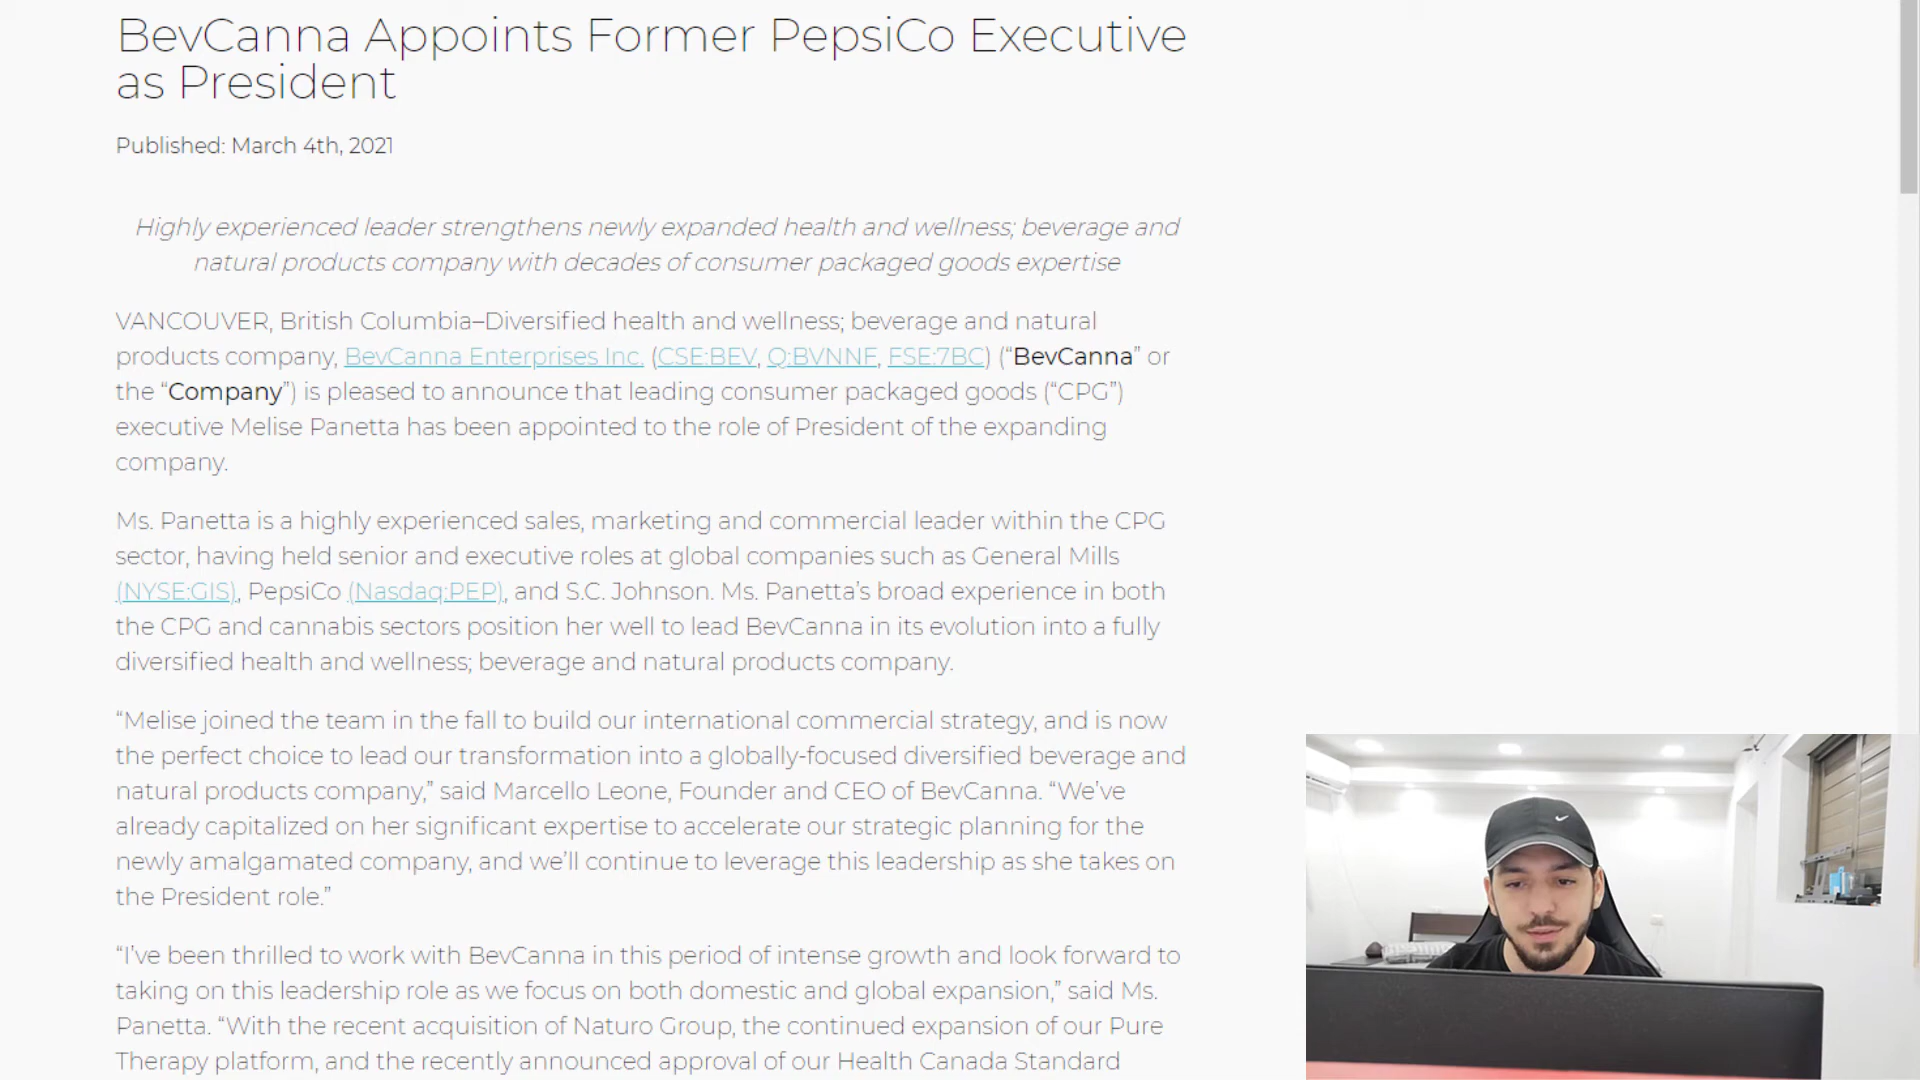 BevCanna Appoints Former PepsiCo Executive
as President
Published: March 4th, 2021
Highly experienced leader strengthens newly expanded health and wellness; beverage and
natural products company with decades of consumer packaged goods expertise
VANCOUVER, British Columbia–Diversified health and wellness; beverage and natural
products company, BevCanna Enterprises Inc. (CSE:BEV, Q:BVNNF, FSE:7BC) (“BevCanna” or
the “Company”) is pleased to announce that leading consumer packaged goods (“CPG”)
executive Melise Panetta has been appointed to the role of President of the expanding
company.
Ms. Panetta is a highly experienced sales, marketing and commercial leader within the CPG
sector, having held senior and executive roles at global companies such as General Mills
(NYSE:GIS), PepsiCo (Nasdaq:PEP), and S.C. Johnson. Ms. Panetta’s broad experience in both
the CPG and cannabis sectors position her well to lead BevCanna in its evolution into a fully
diversified health and wellness; beverage and natural products company.
“Melise joined the team in the fall to build our international commercial strategy, and is now
the perfect choice to lead our transformation into a globally-focused diversified beverage and
natural products company,” said Marcello Leone, Founder and CEO of BevCanna. “We’ve
already capitalized on her significant expertise to accelerate our strategic planning for the
newly amalgamated company, and we’ll continue to leverage this leadership as she takes on
the President role.”
“I’ve been thrilled to work with BevCanna in this period of intense growth and look forward to
taking on this leadership role as we focus on both domestic and global expansion,” said Ms.
Panetta. “With the recent acquisition of Naturo Group, the continued expansion of our Pure
Therapy platform, and the recently announced approval of our Health Canada Standard